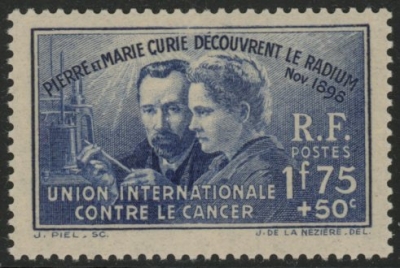 PIERRE ET MARIE CURIE DÉCOUVRENT LE RADIUM
Nov. 1898
R.F.
POSTES
UNION INTERNATIONALE
CONTRE LE CANCER
1f75
+50c
J. PIEL. SC.
J-DE LA NEZIÈRE.DEL.